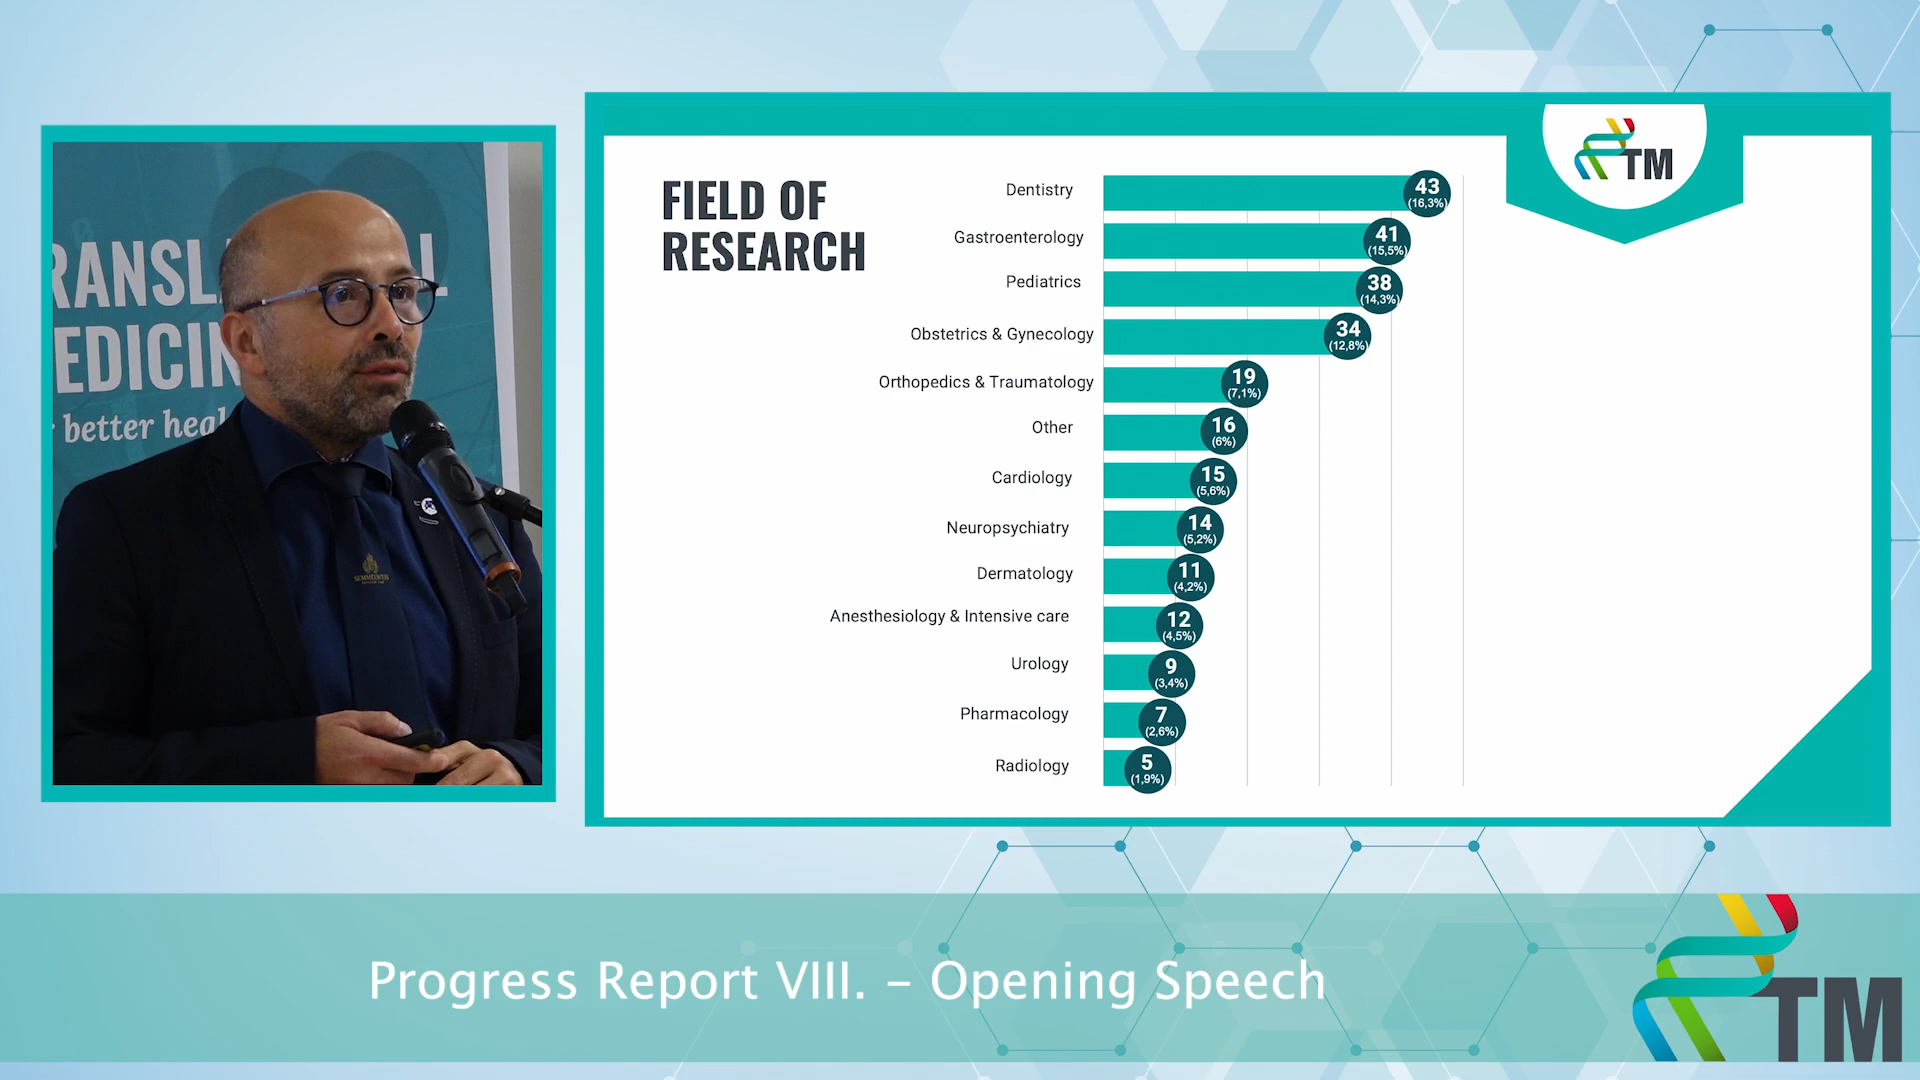 RANSL
EDICIN
better heal
SEMMELWEIS
FIELD OF
RESEARCH
TM
Dentistry 43 (16,3%)
Gastroenterology 41 (15,5%)
Pediatrics 38 (14,3%)
Obstetrics & Gynecology 34 (12,8%)
Orthopedics & Traumatology 19 (7,1%)
Other 16 (6%)
Cardiology 15 (5,6%)
Neuropsychiatry 14 (5,2%)
Dermatology 11 (4,2%)
Anesthesiology & Intensive care 12 (4,5%)
Urology 9 (3,4%)
Pharmacology 7 (2,6%)
Radiology 5 (1,9%)
Progress Report VIII. – Opening Speech
TM